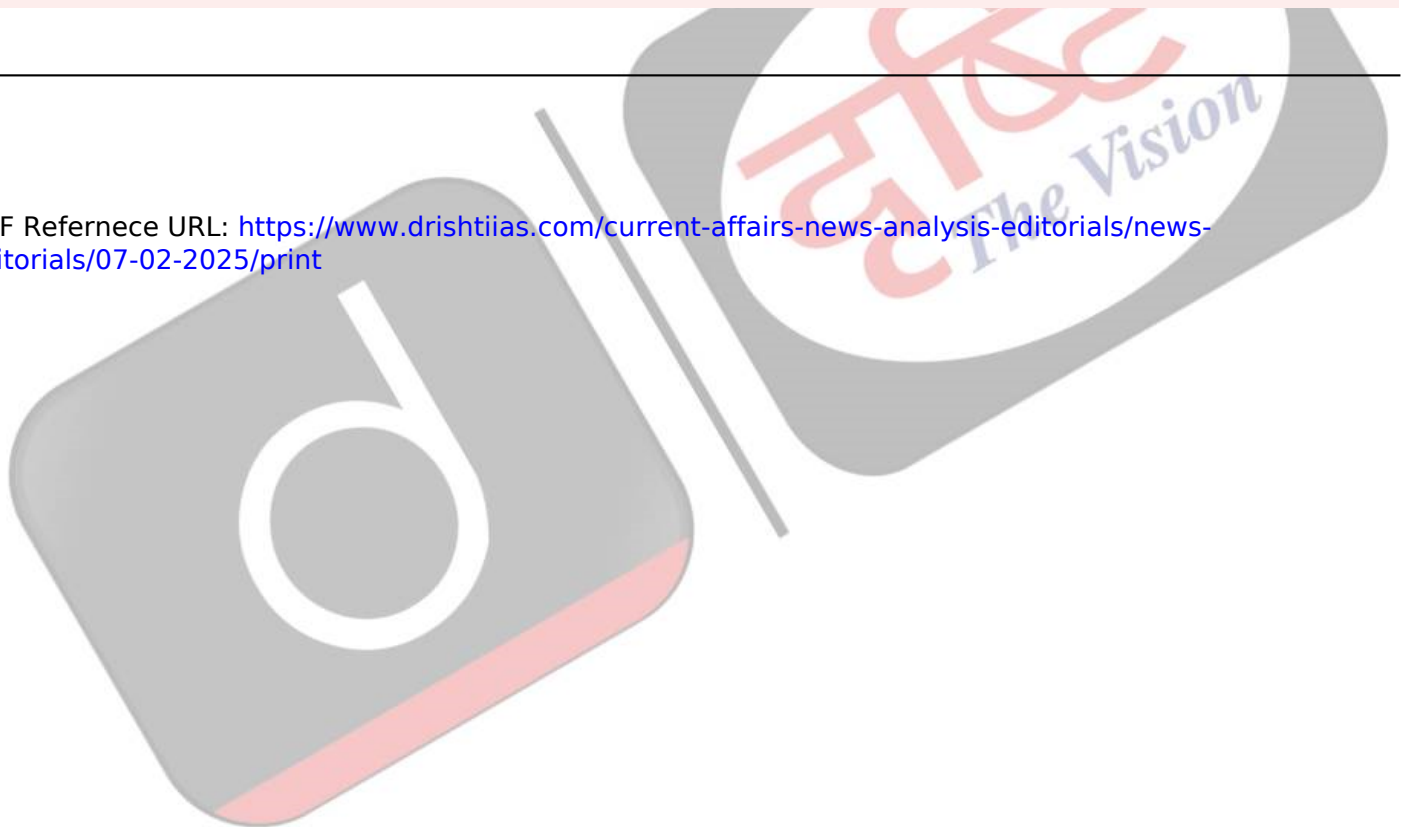 दृष्टि
The Vision
F Refernece URL: https://www.drishtiias.com/current-affairs-news-analysis-editorials/news-
itorials/07-02-2025/print
d